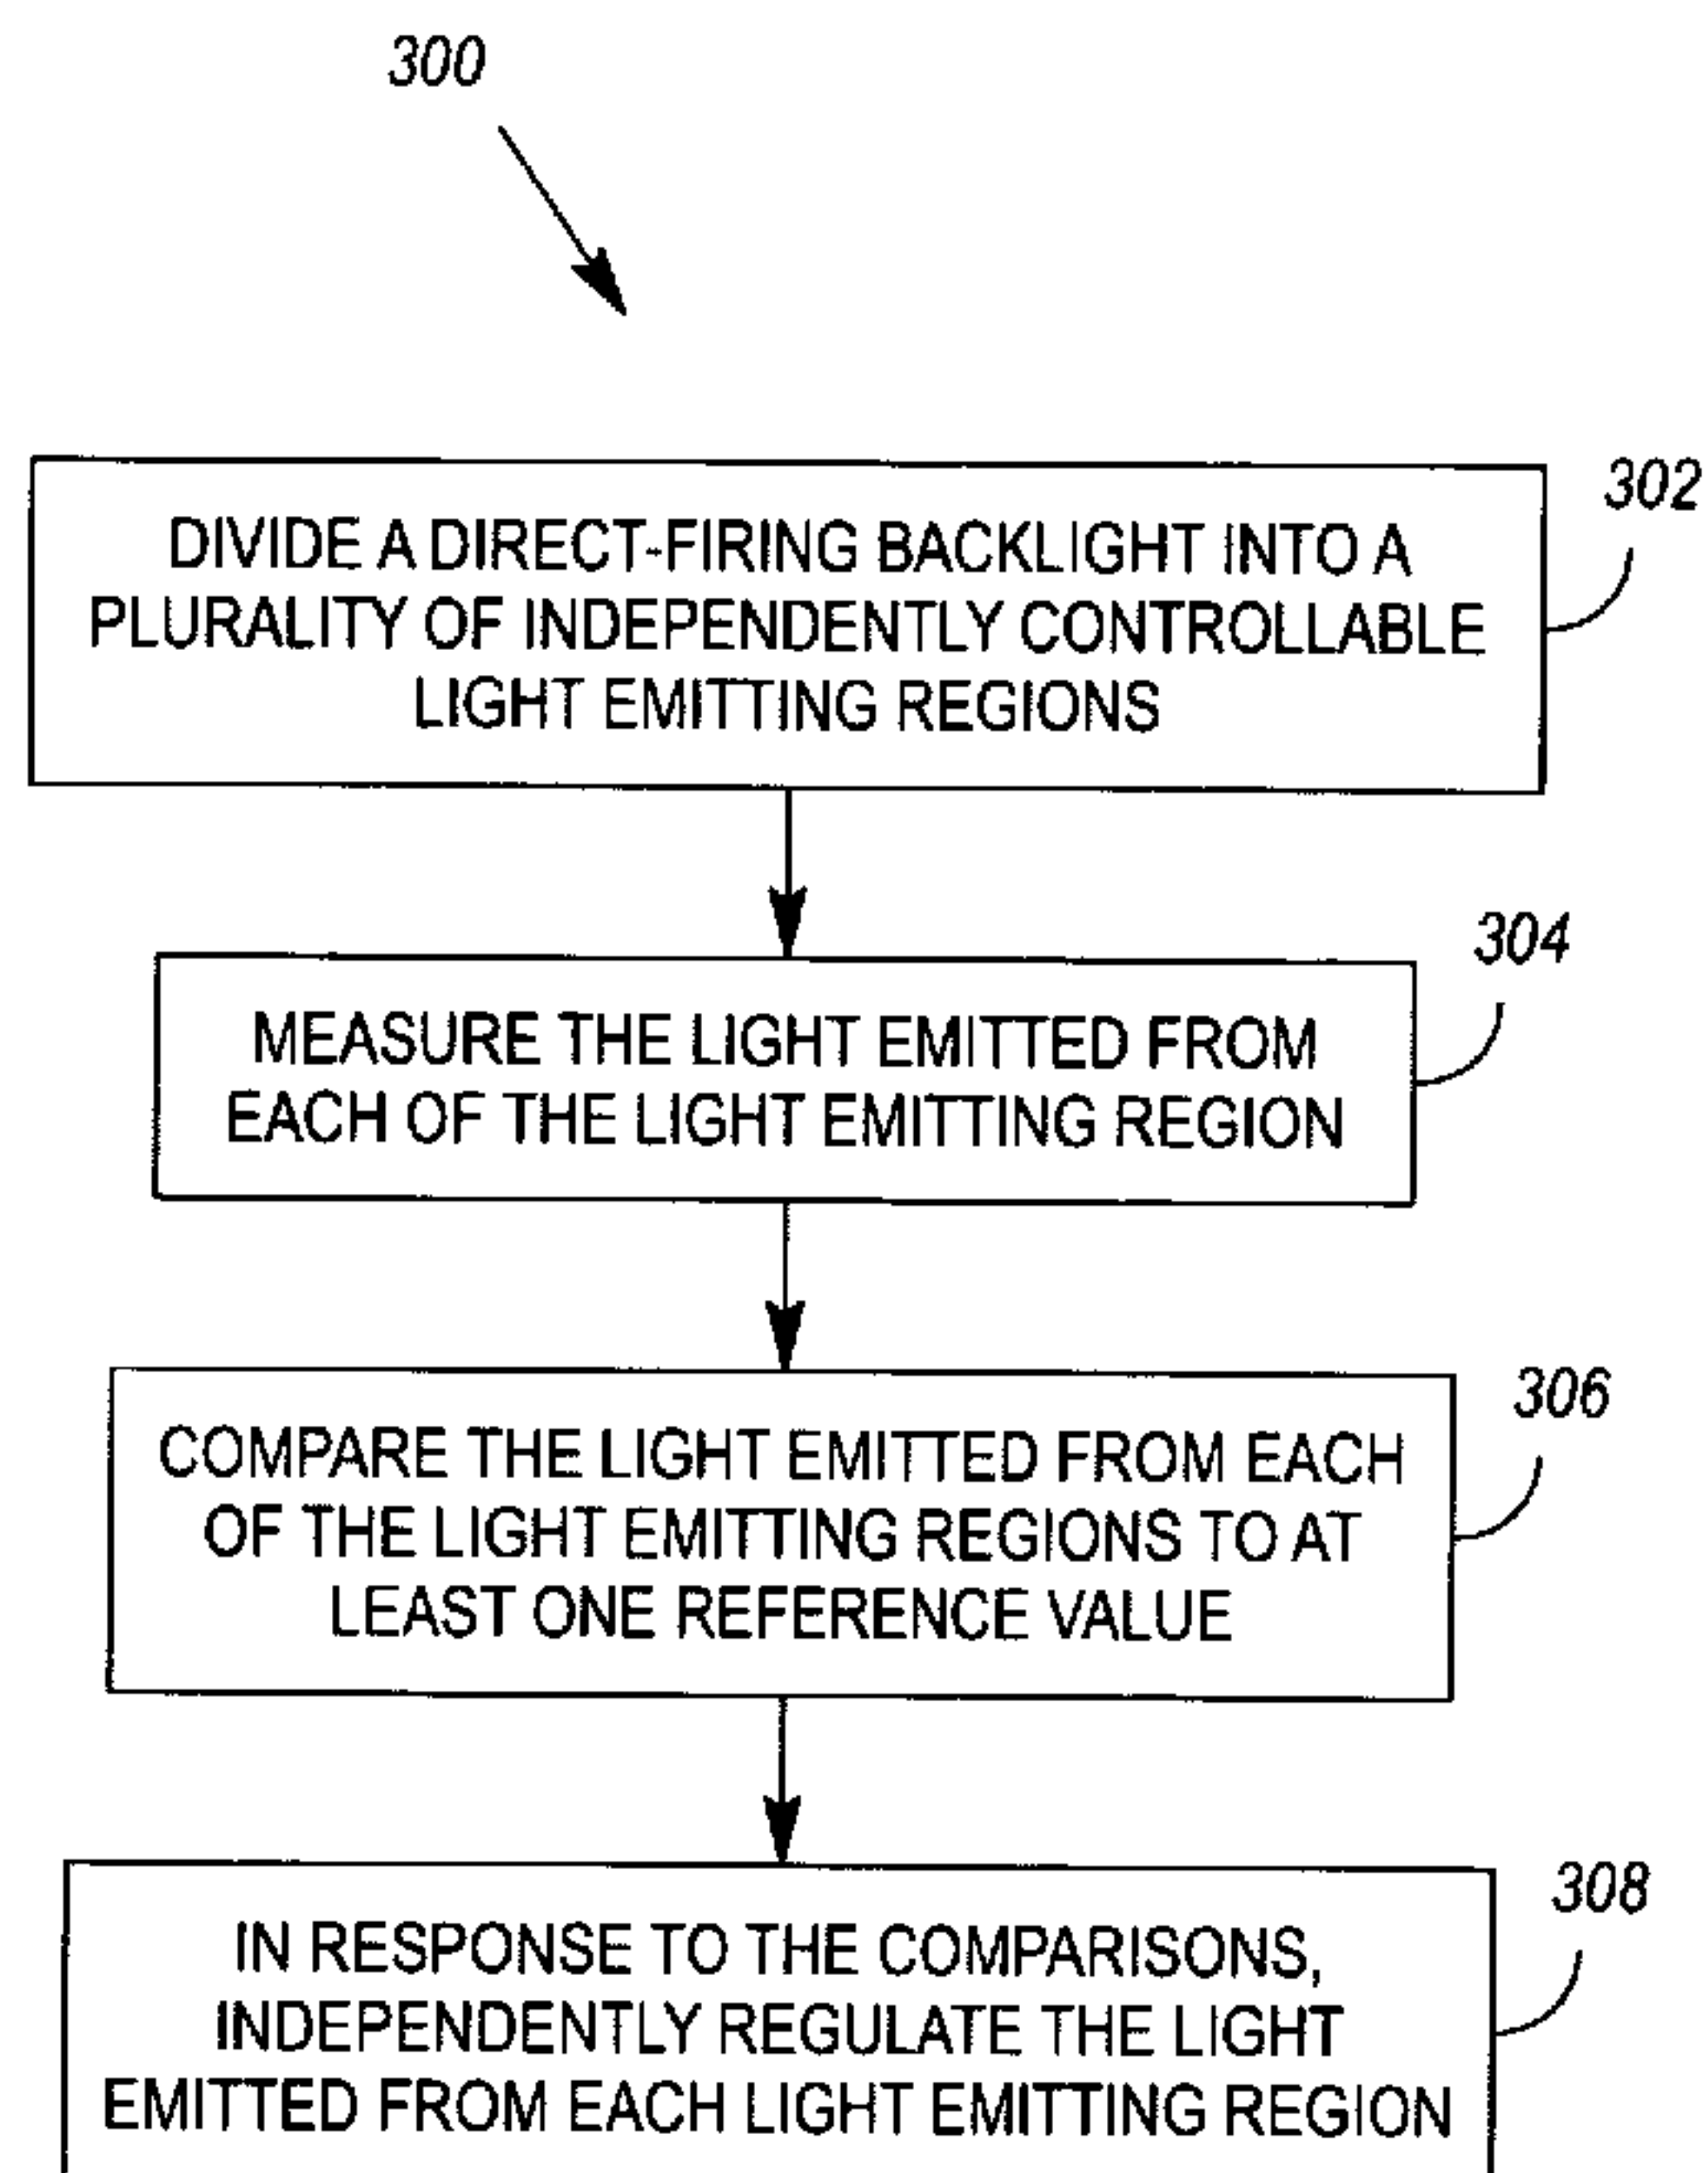 300
302
DIVIDE A DIRECT-FIRING BACKLIGHT INTO A
PLURALITY OF INDEPENDENTLY CONTROLLABLE
LIGHT EMITTING REGIONS
304
MEASURE THE LIGHT EMITTED FROM
EACH OF THE LIGHT EMITTING REGION
306
COMPARE THE LIGHT EMITTED FROM EACH
OF THE LIGHT EMITTING REGIONS TO AT
LEAST ONE REFERENCE VALUE
308
IN RESPONSE TO THE COMPARISONS,
INDEPENDENTLY REGULATE THE LIGHT
EMITTED FROM EACH LIGHT EMITTING REGION